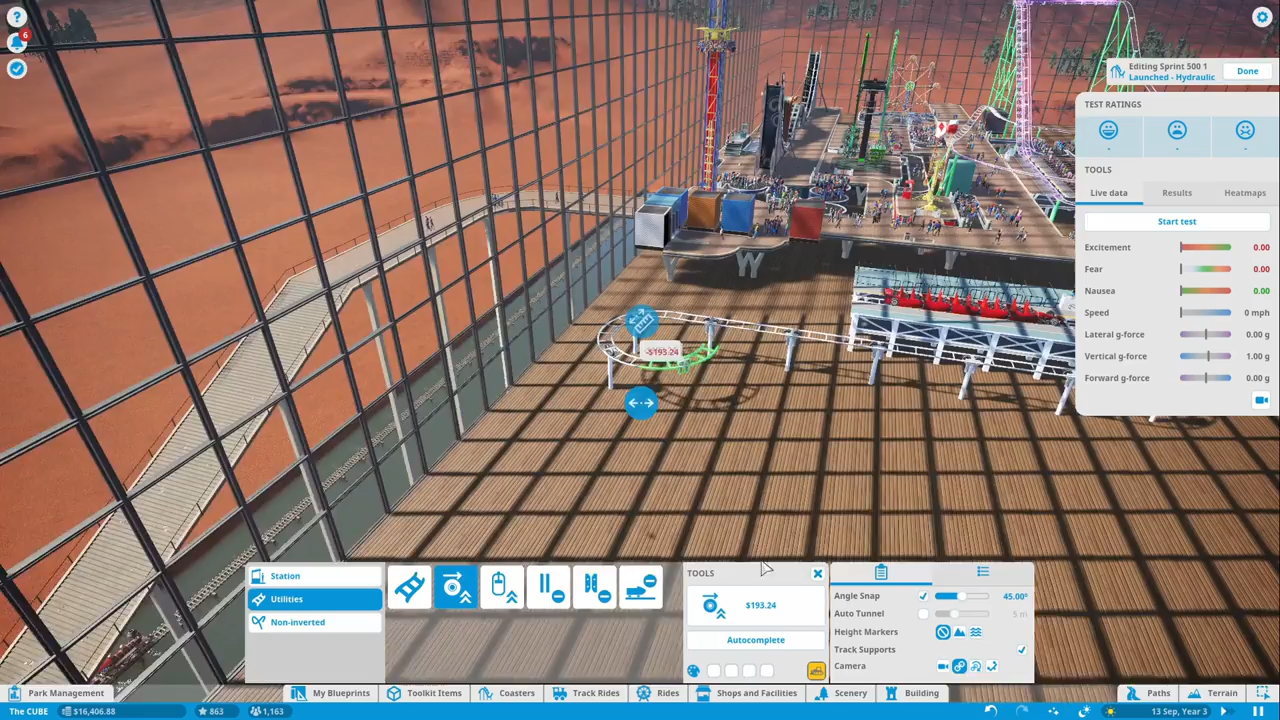 ?
6
Editing Sprint 500 1
Launched - Hydraulic
Done
TEST RATINGS
- - -
TOOLS
Live data Results Heatmaps
Start test
Excitement 0.00
Fear 0.00
Nausea 0.00
Speed 0 mph
Lateral g-force 0.00 g
Vertical g-force 1.00 g
Forward g-force 0.00 g
-$193.24
Station
Utilities
Non-inverted
TOOLS
$193.24
Autocomplete
Angle Snap 45.00°
Auto Tunnel 5 m
Height Markers
Track Supports
Camera
Park Management My Blueprints Toolkit Items Coasters Track Rides Rides Shops and Facilities Scenery Building Paths Terrain
The CUBE $16,406.88 863 1,163 13 Sep, Year 3